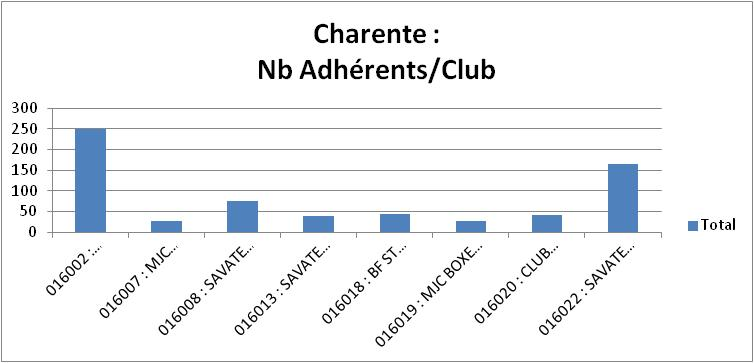 Charente :
Nb Adhérents/Club
300
250
200
150
100
50
0
016002 :...
016007 : MJC...
016008 : SAVATE...
016013 : SAVATE...
016018 : BF ST...
016019 : MJC BOXE...
016020 : CLUB...
016022 : SAVATE...
Total